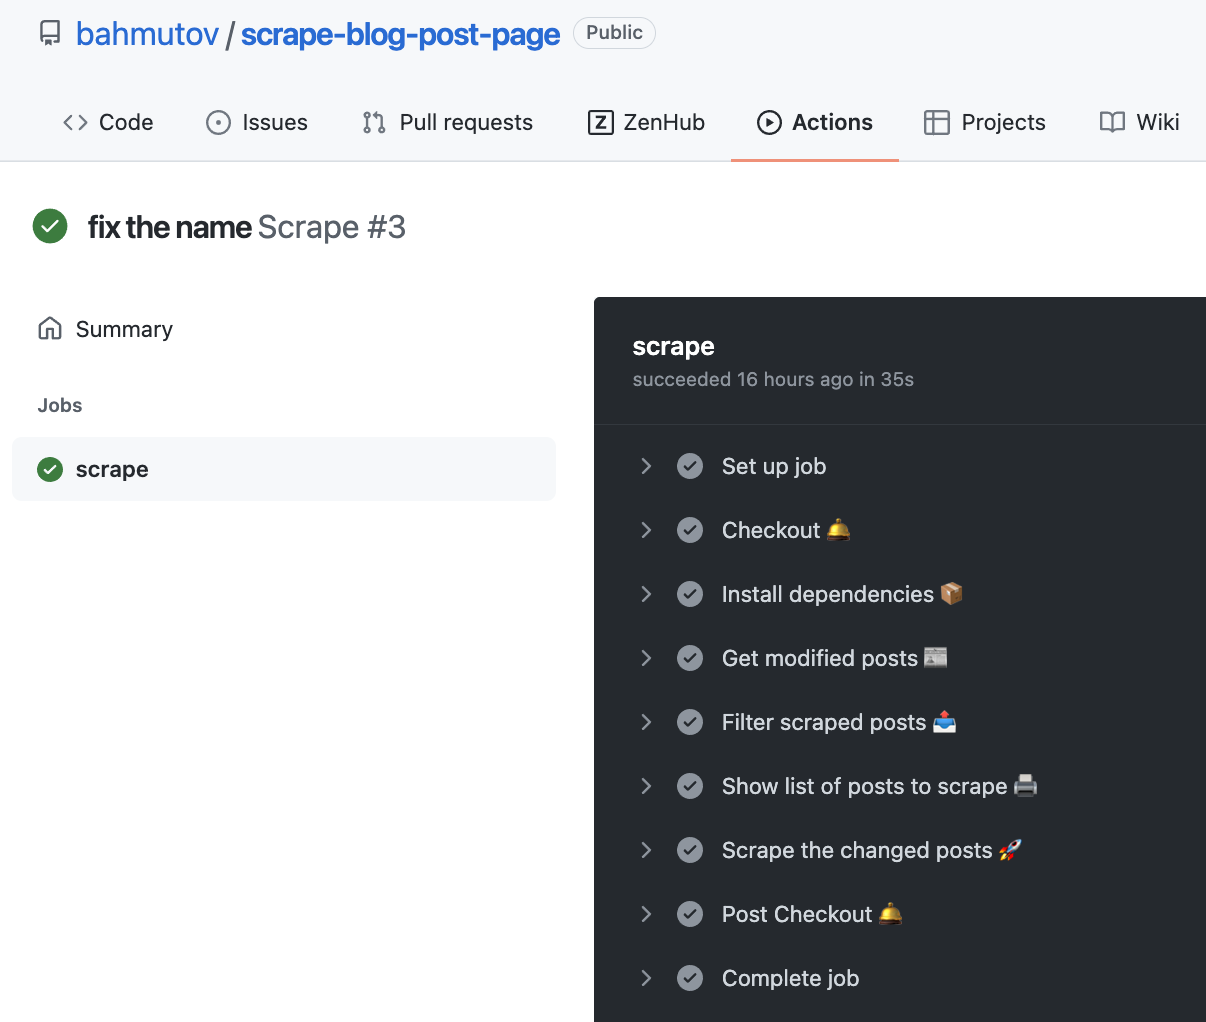 bahmutov / scrape-blog-post-page Public
Code Issues Pull requests Z ZenHub Actions Projects Wiki
fix the name Scrape #3
Summary
Jobs
scrape
scrape
succeeded 16 hours ago in 35s
Set up job
Checkout 🛎️
Install dependencies 📦
Get modified posts 📰
Filter scraped posts 📤
Show list of posts to scrape 🖨️
Scrape the changed posts 🚀
Post Checkout 🛎️
Complete job